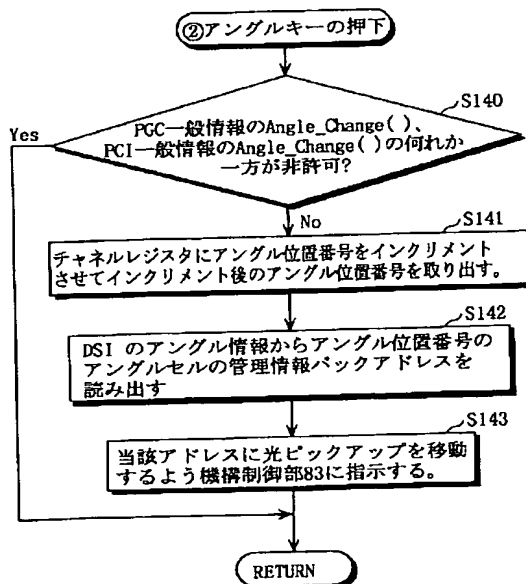 ②アングルキーの押下
S140
Yes
PGC一般情報のAngle_Change( )、
PCI一般情報のAngle_Change( )の何れか
一方が非許可?
No
S141
チャネルレジスタにアングル位置番号をインクリメント
させてインクリメント後のアングル位置番号を取り出す。
S142
DSI のアングル情報からアングル位置番号の
アングルセルの管理情報パックアドレスを
読み出す
S143
当該アドレスに光ピックアップを移動
するよう機構制御部83に指示する。
RETURN